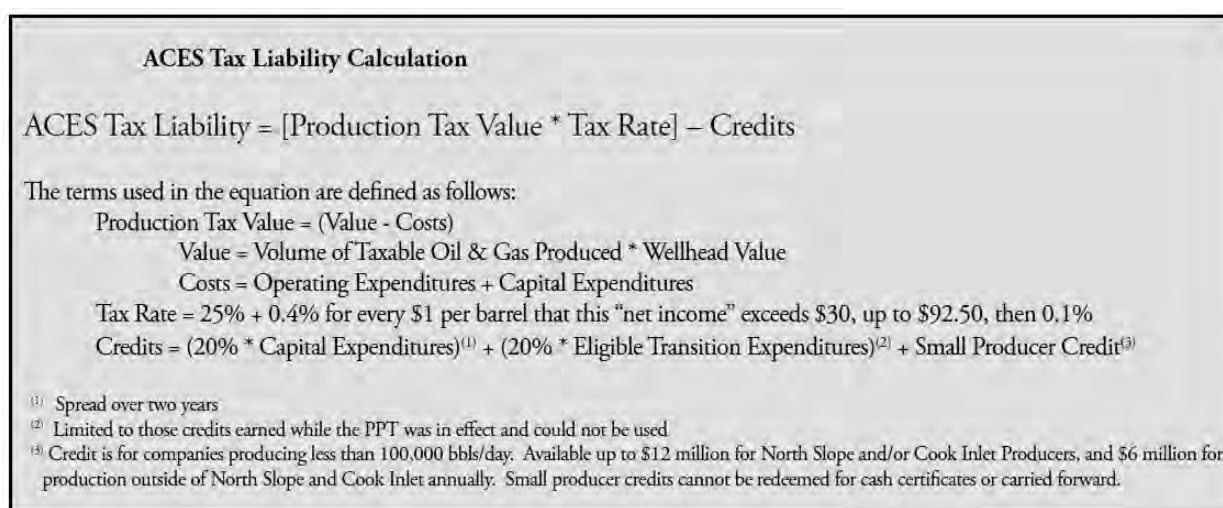 ACES Tax Liability Calculation
ACES Tax Liability = [Production Tax Value * Tax Rate] – Credits
The terms used in the equation are defined as follows:
Production Tax Value = (Value - Costs)
Value = Volume of Taxable Oil & Gas Produced * Wellhead Value
Costs = Operating Expenditures + Capital Expenditures
Tax Rate = 25% + 0.4% for every $1 per barrel that this “net income” exceeds $30, up to $92.50, then 0.1%
Credits = (20% * Capital Expenditures)⁽¹⁾ + (20% * Eligible Transition Expenditures)⁽²⁾ + Small Producer Credit⁽³⁾
⁽¹⁾ Spread over two years
⁽²⁾ Limited to those credits earned while the PPT was in effect and could not be used
⁽³⁾ Credit is for companies producing less than 100,000 bbls/day. Available up to $12 million for North Slope and/or Cook Inlet Producers, and $6 million for
production outside of North Slope and Cook Inlet annually. Small producer credits cannot be redeemed for cash certificates or carried forward.